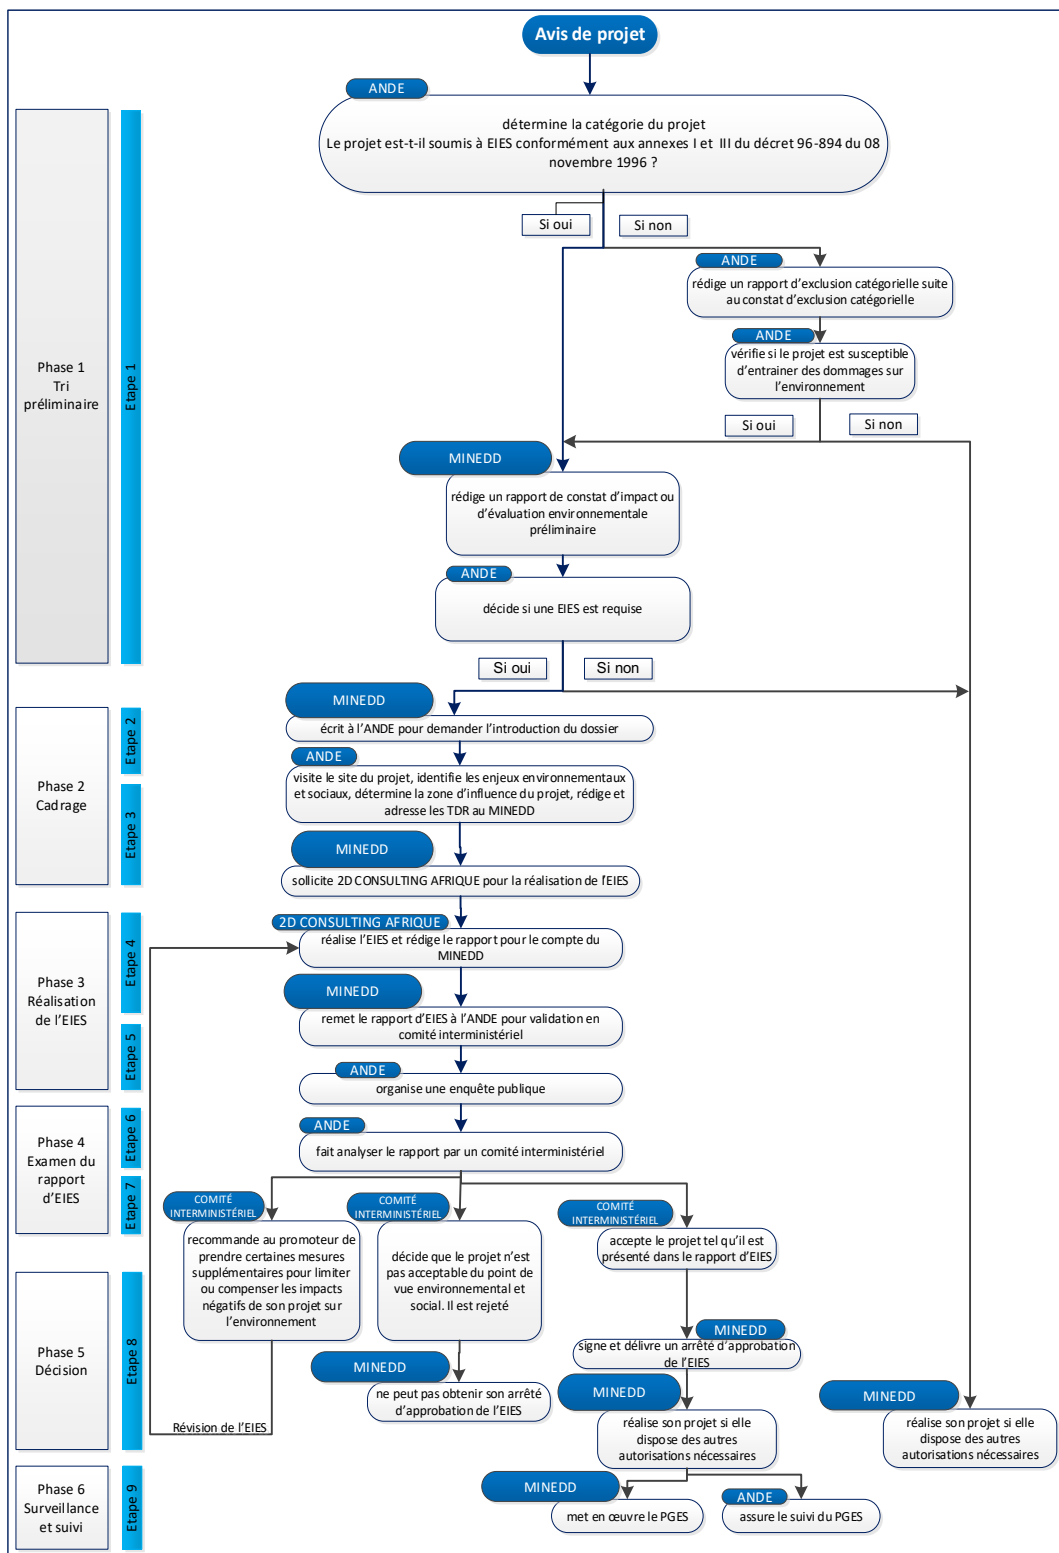 Avis de projet
ANDE
détermine la catégorie du projet
Le projet est-t-il soumis à EIES conformément aux annexes I et III du décret 96-894 du 08
novembre 1996 ?
Si oui
Si non
ANDE
rédige un rapport d'exclusion catégorielle suite
au constat d'exclusion catégorielle
ANDE
vérifie si le projet est susceptible
d'entrainer des dommages sur
l'environnement
Si oui
Si non
Phase 1
Tri
préliminaire
Etape 1
MINEDD
rédige un rapport de constat d'impact ou
d'évaluation environnementale
préliminaire
ANDE
décide si une EIES est requise
Si oui
Si non
Phase 2
Cadrage
Etape 2
Etape 3
MINEDD
écrit à l'ANDE pour demander l'introduction du dossier
ANDE
visite le site du projet, identifie les enjeux environnementaux
et sociaux, détermine la zone d'influence du projet, rédige et
adresse les TDR au MINEDD
MINEDD
sollicite 2D CONSULTING AFRIQUE pour la réalisation de l'EIES
Phase 3
Réalisation
de l'EIES
Etape 4
Etape 5
2D CONSULTING AFRIQUE
réalise l'EIES et rédige le rapport pour le compte du
MINEDD
MINEDD
remet le rapport d'EIES à l'ANDE pour validation en
comité interministériel
ANDE
organise une enquête publique
Phase 4
Examen du
rapport
d'EIES
Etape 6
Etape 7
ANDE
fait analyser le rapport par un comité interministériel
COMITÉ
INTERMINISTÉRIEL
recommande au promoteur de
prendre certaines mesures
supplémentaires pour limiter
ou compenser les impacts
négatifs de son projet sur
l'environnement
COMITÉ
INTERMINISTÉRIEL
décide que le projet n'est
pas acceptable du point de
vue environnemental et
social. Il est rejeté
COMITÉ
INTERMINISTÉRIEL
accepte le projet tel qu'il est
présenté dans le rapport d'EIES
Phase 5
Décision
Etape 8
Révision de l'EIES
MINEDD
ne peut pas obtenir son arrêté
d'approbation de l'EIES
MINEDD
signe et délivre un arrêté d'approbation
de l'EIES
MINEDD
réalise son projet si elle
dispose des autres
autorisations nécessaires
MINEDD
réalise son projet si elle
dispose des autres
autorisations nécessaires
Phase 6
Surveillance
et suivi
Etape 9
MINEDD
met en œuvre le PGES
ANDE
assure le suivi du PGES